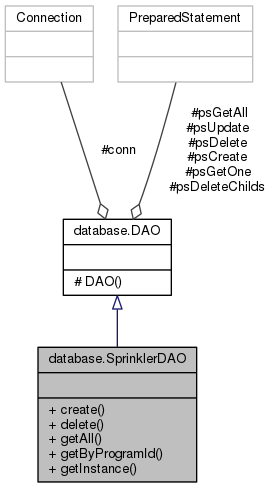 Connection
PreparedStatement
#conn
#psGetAll
#psUpdate
#psDelete
#psCreate
#psGetOne
#psDeleteChilds
database.DAO
# DAO()
database.SprinklerDAO
+ create()
+ delete()
+ getAll()
+ getByProgramId()
+ getInstance()